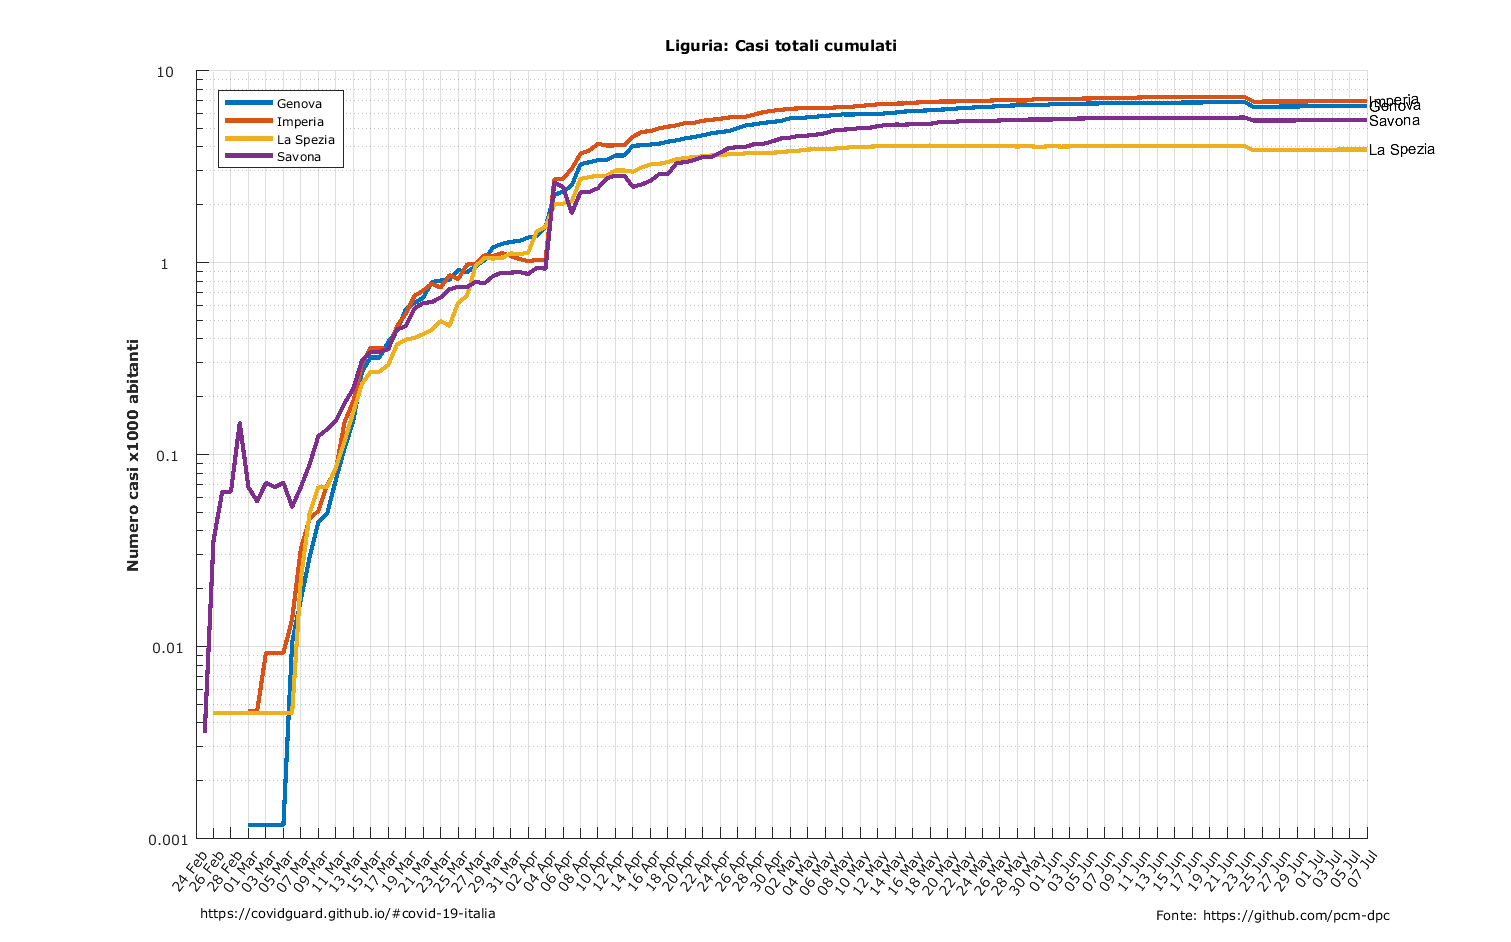 Liguria: Casi totali cumulati
10
1
0.1
0.01
0.001
Numero casi x1000 abitanti
Genova
Imperia
La Spezia
Savona
Imperia
Genova
Savona
La Spezia
24 Feb
26 Feb
28 Feb
01 Mar
03 Mar
05 Mar
07 Mar
09 Mar
11 Mar
13 Mar
15 Mar
17 Mar
19 Mar
21 Mar
23 Mar
25 Mar
27 Mar
29 Mar
31 Mar
02 Apr
04 Apr
06 Apr
08 Apr
10 Apr
12 Apr
14 Apr
16 Apr
18 Apr
20 Apr
22 Apr
24 Apr
26 Apr
28 Apr
30 Apr
02 May
04 May
06 May
08 May
10 May
12 May
14 May
16 May
18 May
20 May
22 May
24 May
26 May
28 May
30 May
01 Jun
03 Jun
05 Jun
07 Jun
09 Jun
11 Jun
13 Jun
15 Jun
17 Jun
19 Jun
21 Jun
23 Jun
25 Jun
27 Jun
29 Jun
01 Jul
03 Jul
05 Jul
07 Jul
https://covidguard.github.io/#covid-19-italia
Fonte: https://github.com/pcm-dpc